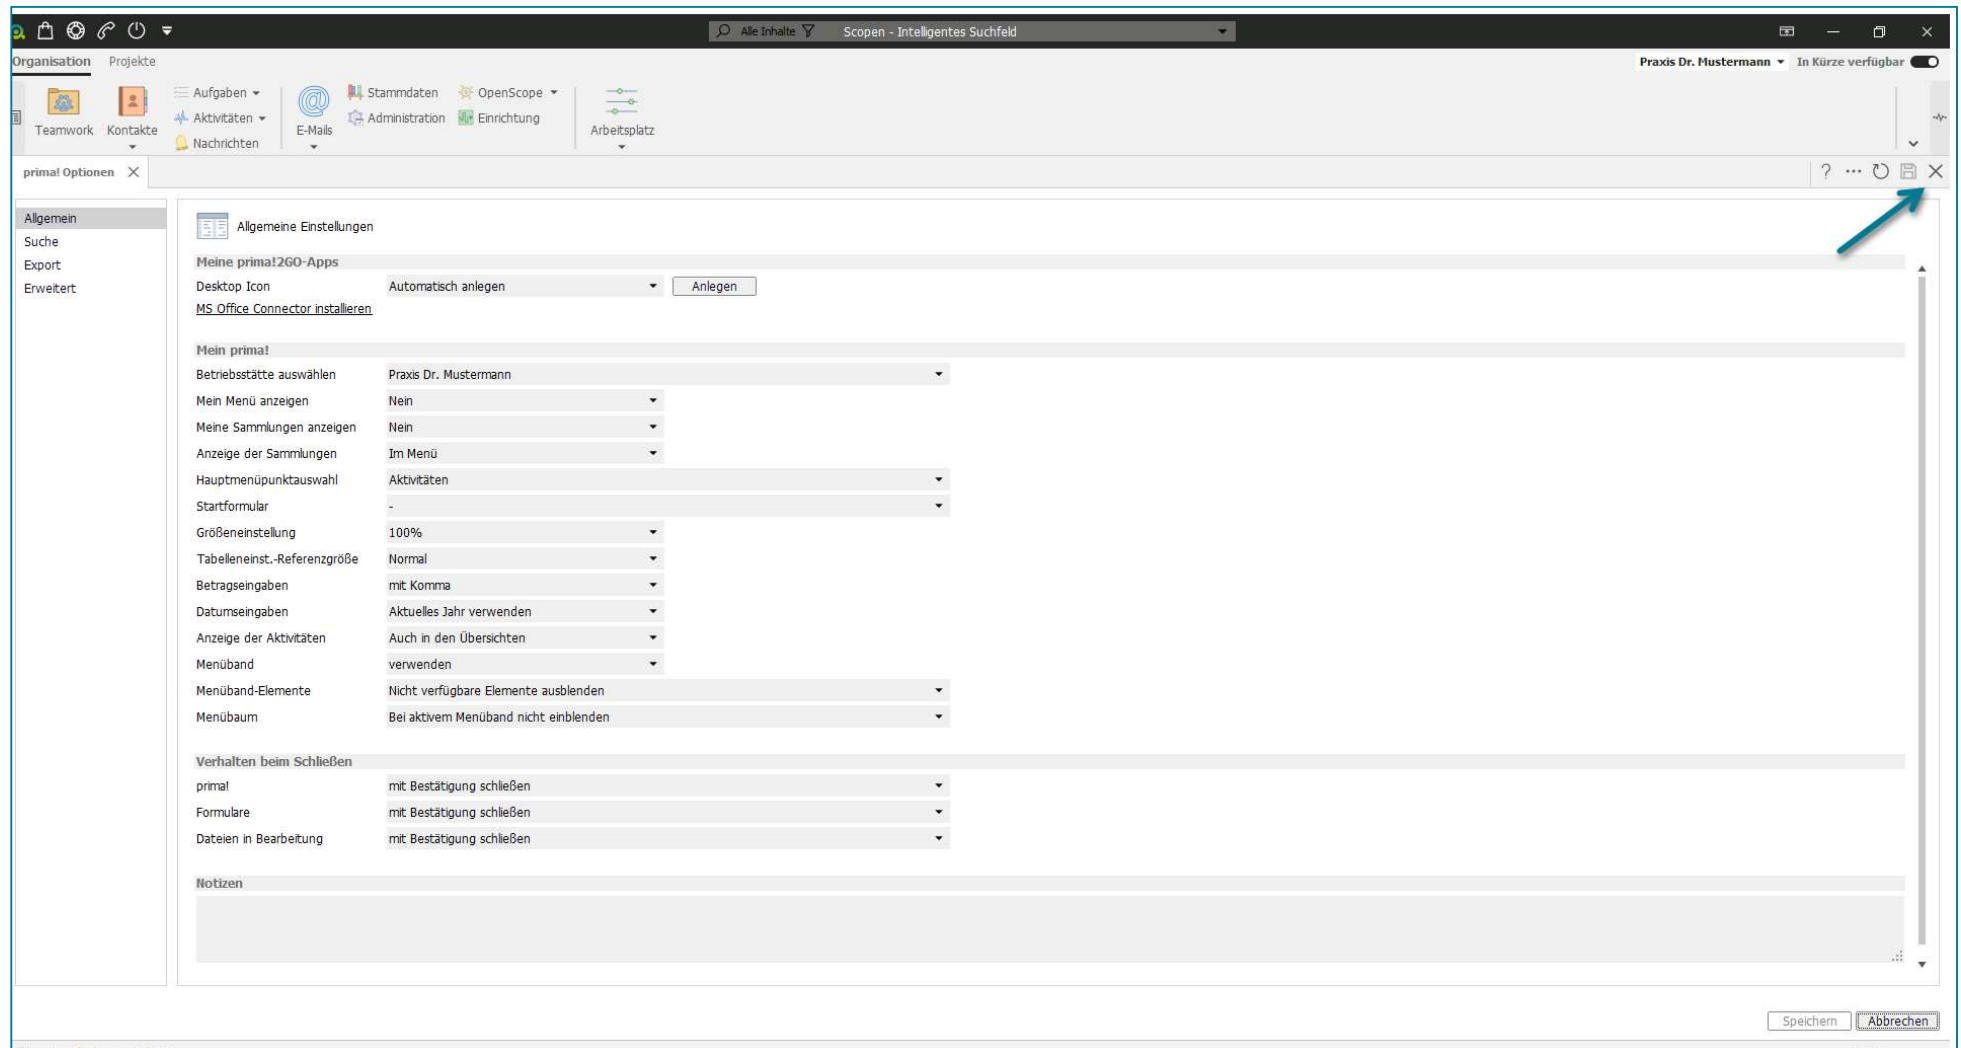 Alle Inhalte Scopen - Intelligentes Suchfeld
Organisation Projekte
Praxis Dr. Mustermann In Kürze verfügbar
Teamwork
Kontakte
Aufgaben
Aktivitäten
Nachrichten
E-Mails
Stammdaten
Administration
OpenScope
Einrichtung
Arbeitsplatz
prima! Optionen
?
Allgemein
Suche
Export
Erweitert
Allgemeine Einstellungen
Meine prima!2GO-Apps
Desktop Icon Automatisch anlegen Anlegen
MS Office Connector installieren
Mein prima!
Betriebsstätte auswählen Praxis Dr. Mustermann
Mein Menü anzeigen Nein
Meine Sammlungen anzeigen Nein
Anzeige der Sammlungen Im Menü
Hauptmenüpunktauswahl Aktivitäten
Startformular -
Größeneinstellung 100%
Tabelleneinst.-Referenzgröße Normal
Betragseingaben mit Komma
Datumseingaben Aktuelles Jahr verwenden
Anzeige der Aktivitäten Auch in den Übersichten
Menüband verwenden
Menüband-Elemente Nicht verfügbare Elemente ausblenden
Menübaum Bei aktivem Menüband nicht einblenden
Verhalten beim Schließen
prima! mit Bestätigung schließen
Formulare mit Bestätigung schließen
Dateien in Bearbeitung mit Bestätigung schließen
Notizen
Speichern Abbrechen